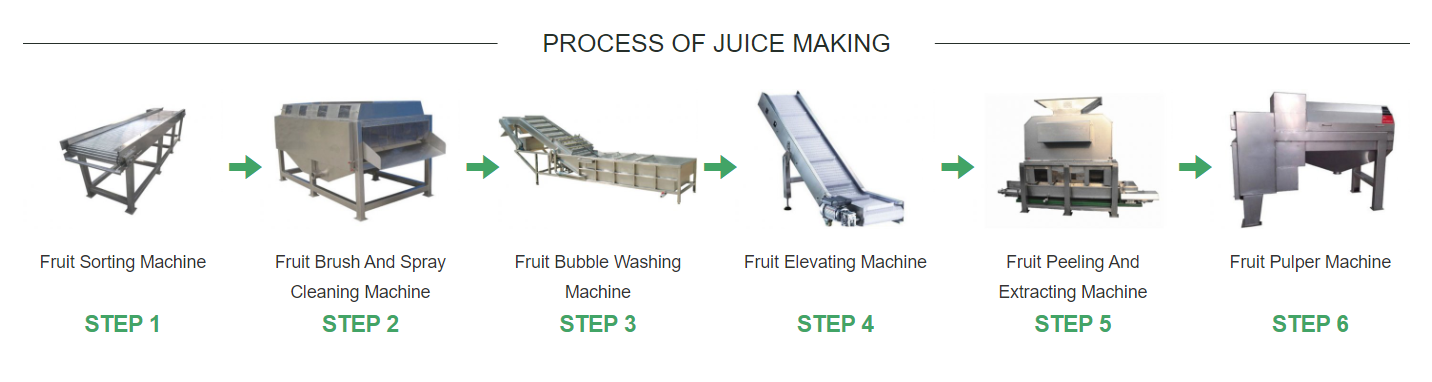 PROCESS OF JUICE MAKING
Fruit Sorting Machine
STEP 1
Fruit Brush And Spray
Cleaning Machine
STEP 2
Fruit Bubble Washing
Machine
STEP 3
Fruit Elevating Machine
STEP 4
Fruit Peeling And
Extracting Machine
STEP 5
Fruit Pulper Machine
STEP 6